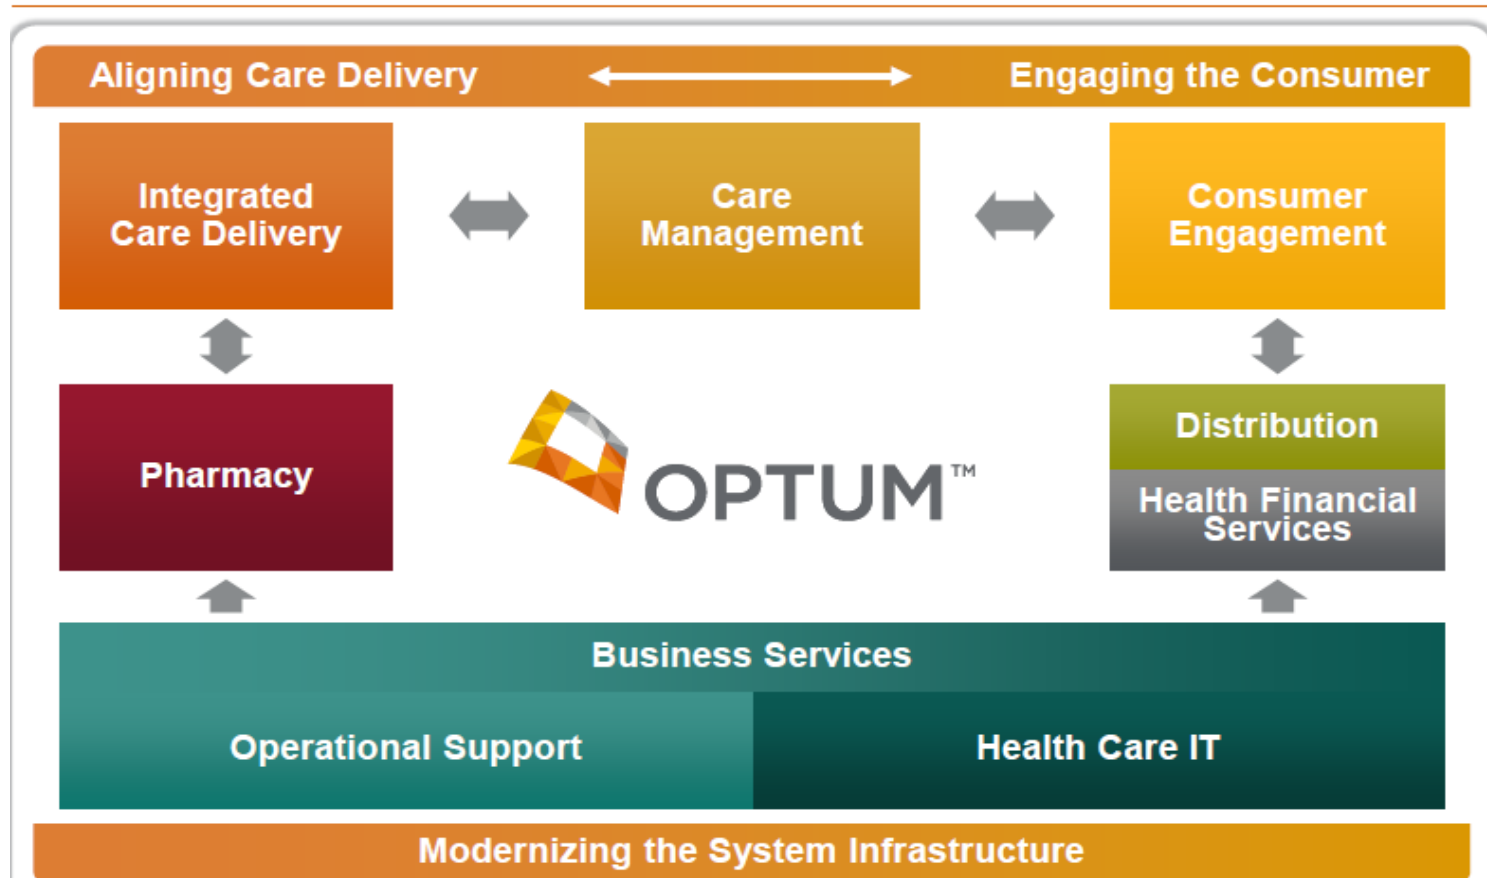 Aligning Care Delivery
Engaging the Consumer
Integrated
Care Delivery
Care
Management
Consumer
Engagement
Pharmacy
OPTUM™
Distribution
Health Financial
Services
Business Services
Operational Support
Health Care IT
Modernizing the System Infrastructure